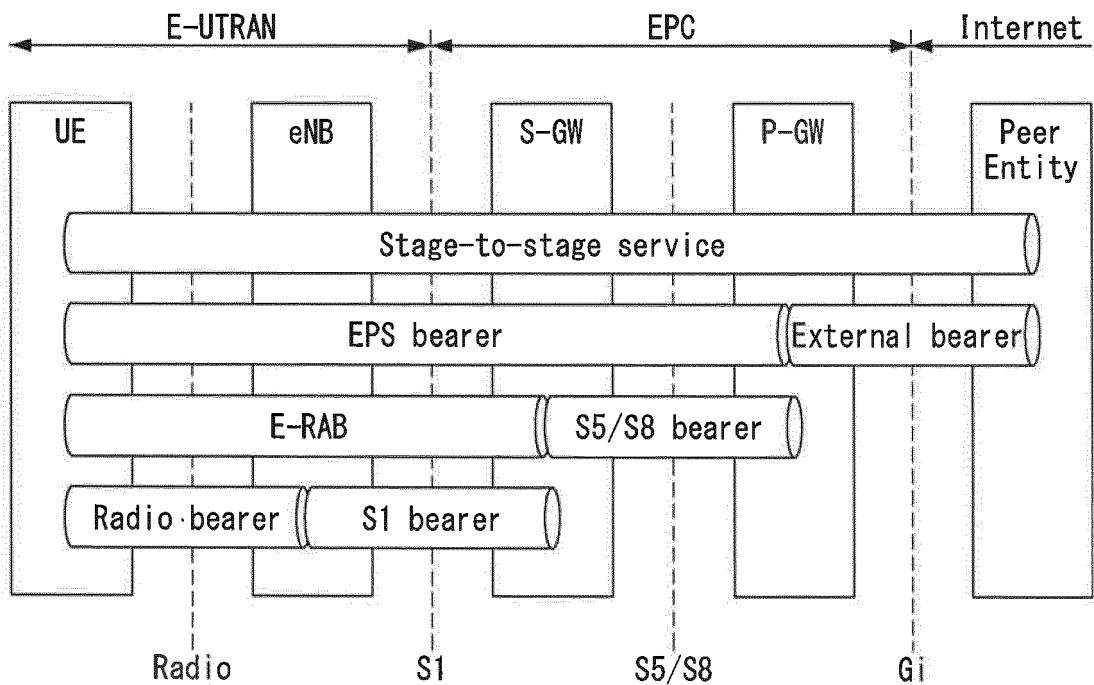 E-UTRAN EPC Internet
UE eNB S-GW P-GW Peer
Entity
Stage-to-stage service
EPS bearer External bearer
E-RAB S5/S8 bearer
Radio bearer S1 bearer
Radio S1 S5/S8 Gi